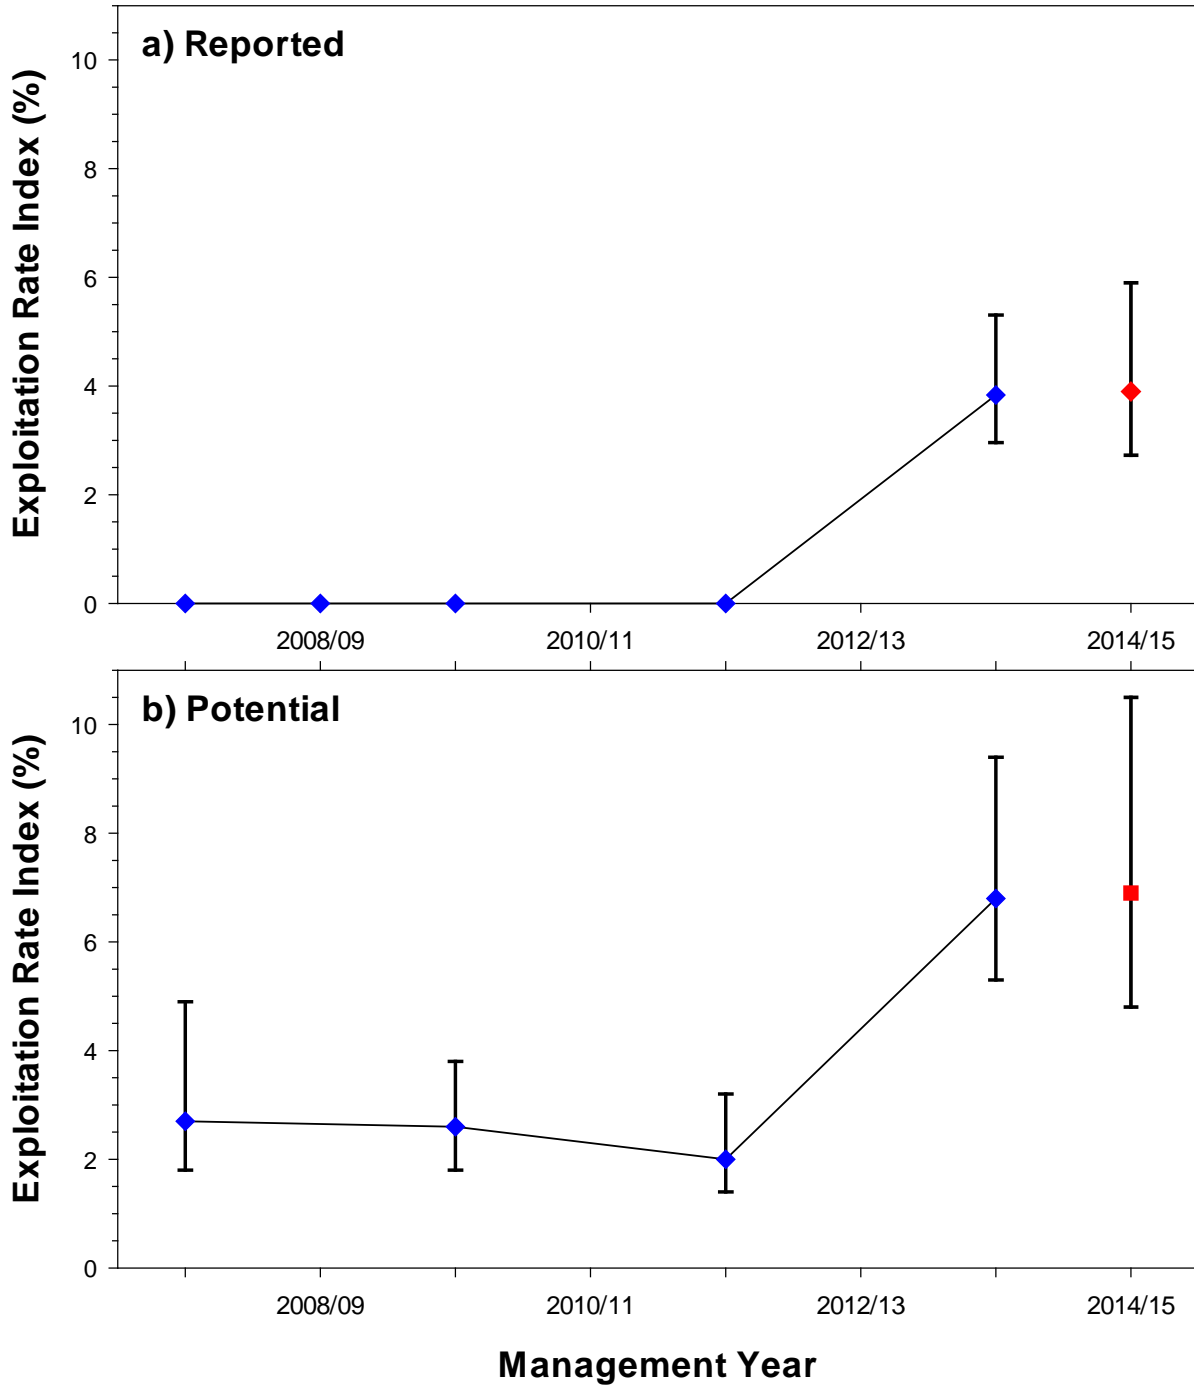 a) Reported
Exploitation Rate Index (%)
10
8
6
4
2
0
2008/09 2010/11 2012/13 2014/15
b) Potential
Exploitation Rate Index (%)
10
8
6
4
2
0
2008/09 2010/11 2012/13 2014/15
Management Year